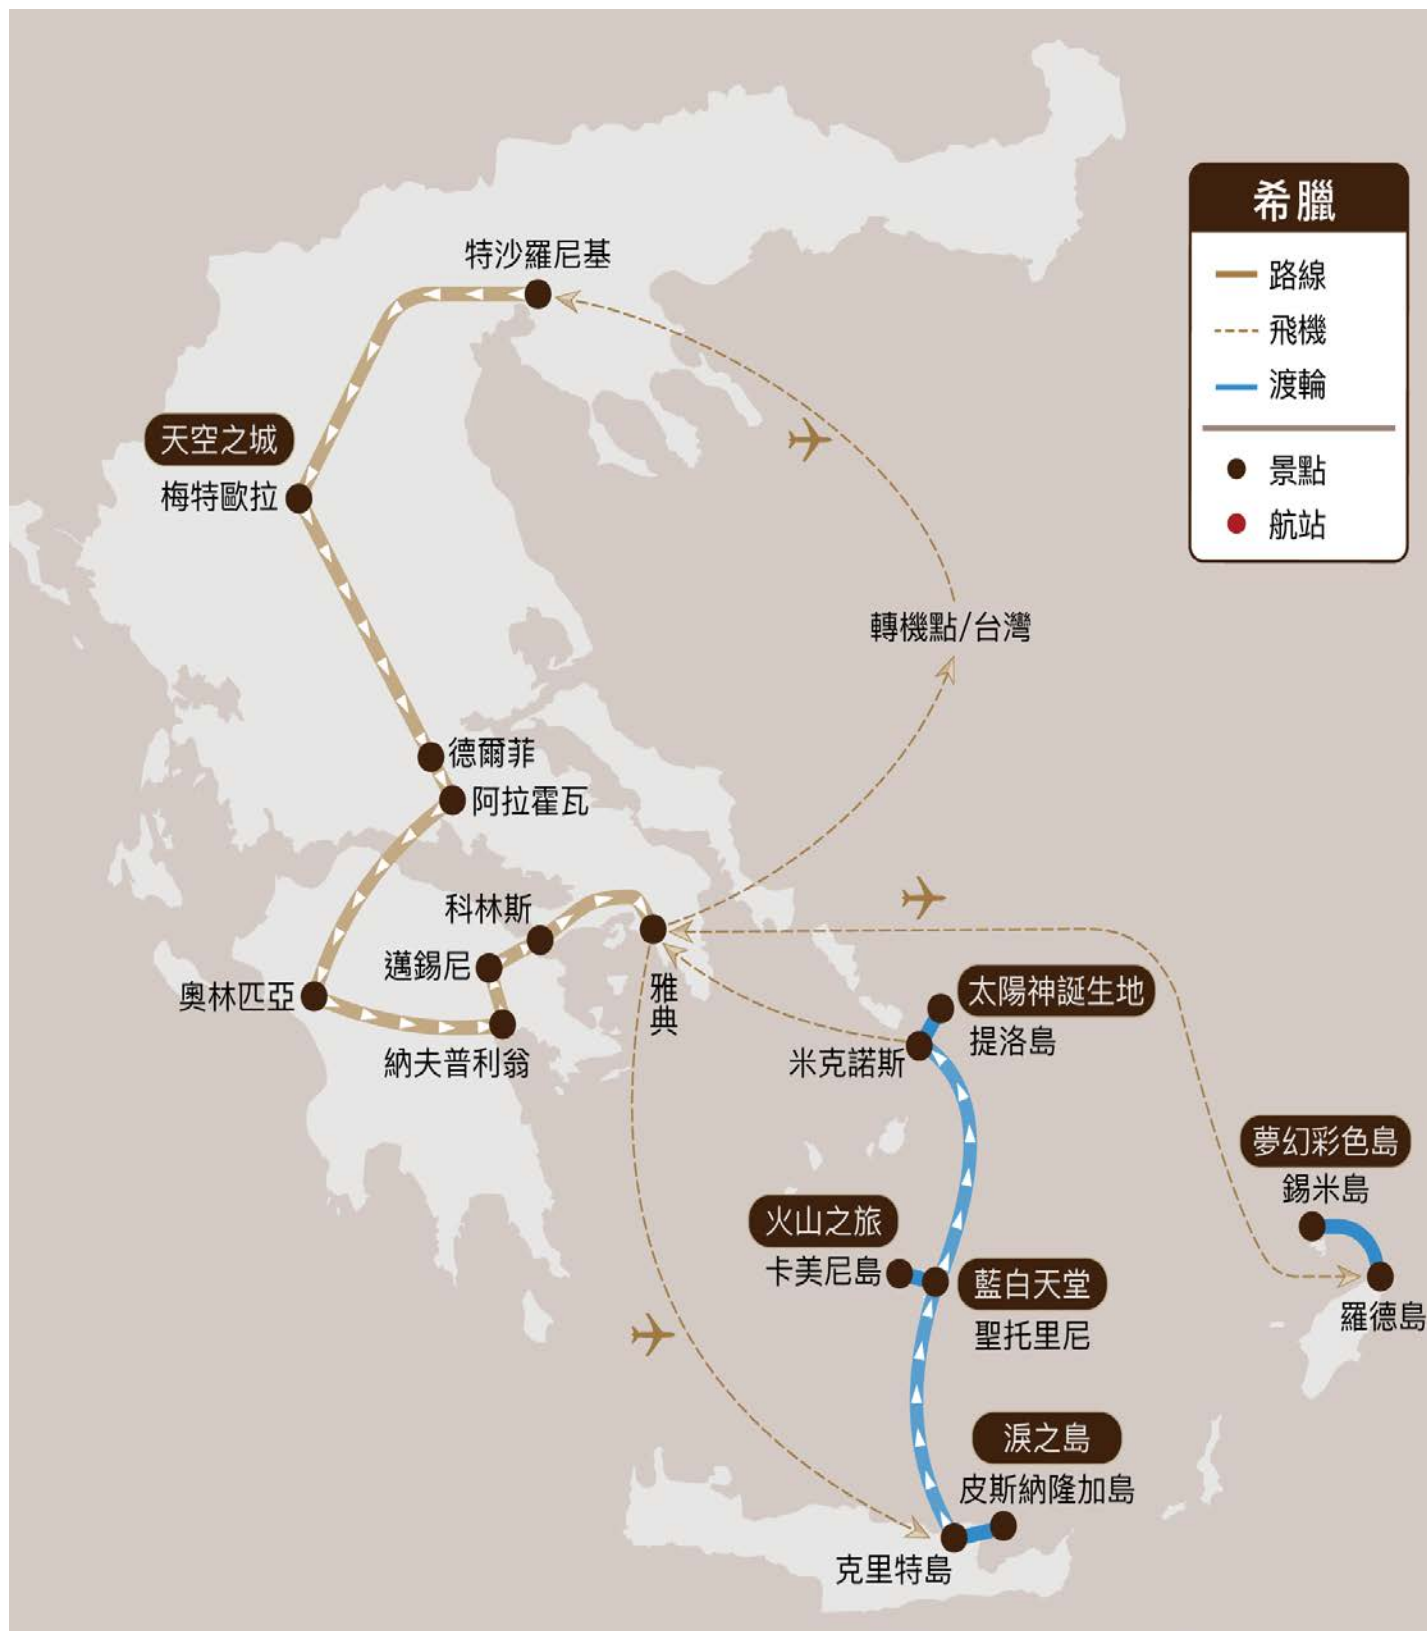 希臘
路線
飛機
渡輪
景點
航站
特沙羅尼基
天空之城
梅特歐拉
轉機點/台灣
德爾菲
阿拉霍瓦
科林斯
邁錫尼
奧林匹亞
納夫普利翁
雅典
太陽神誕生地
提洛島
米克諾斯
夢幻彩色島
錫米島
羅德島
火山之旅
卡美尼島
藍白天堂
聖托里尼
淚之島
皮斯納隆加島
克里特島